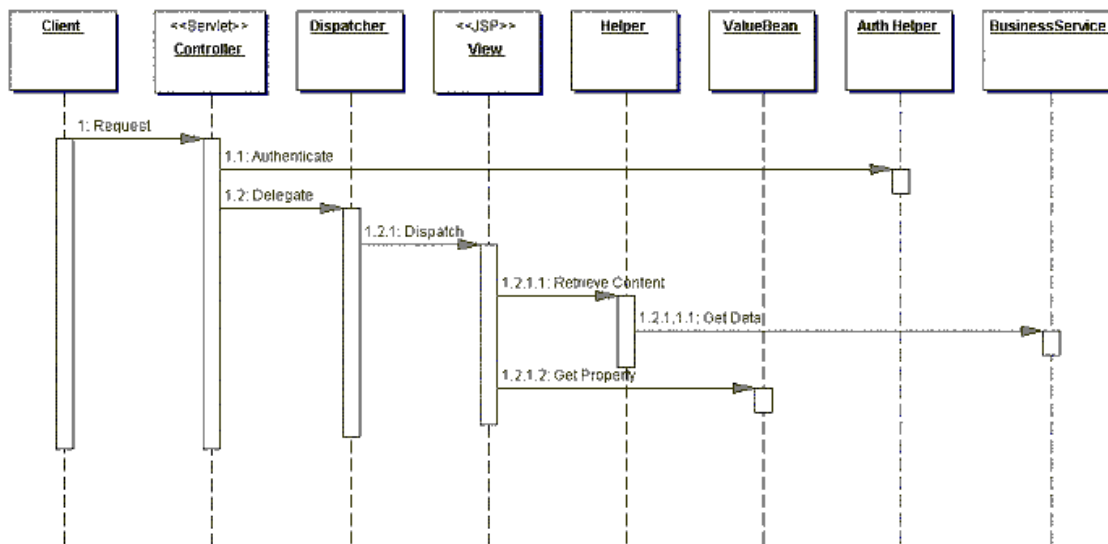 Client
<<Servlet>>
Controller
Dispatcher
<<JSP>>
View
Helper
ValueBean
Auth Helper
BusinessService
1: Request
1.1: Authenticate
1.2: Delegate
1.2.1: Dispatch
1.2.1.1: Retrieve Content
1.2.1.1.1: Get Data
1.2.1.2: Get Property